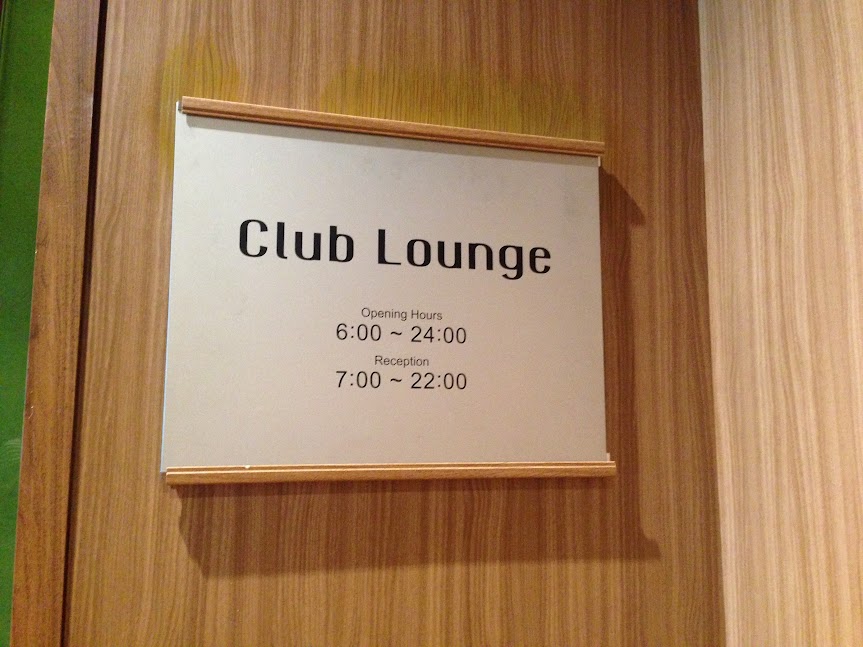 Club Lounge
Opening Hours
6:00 ~ 24:00
Reception
7:00 ~ 22:00